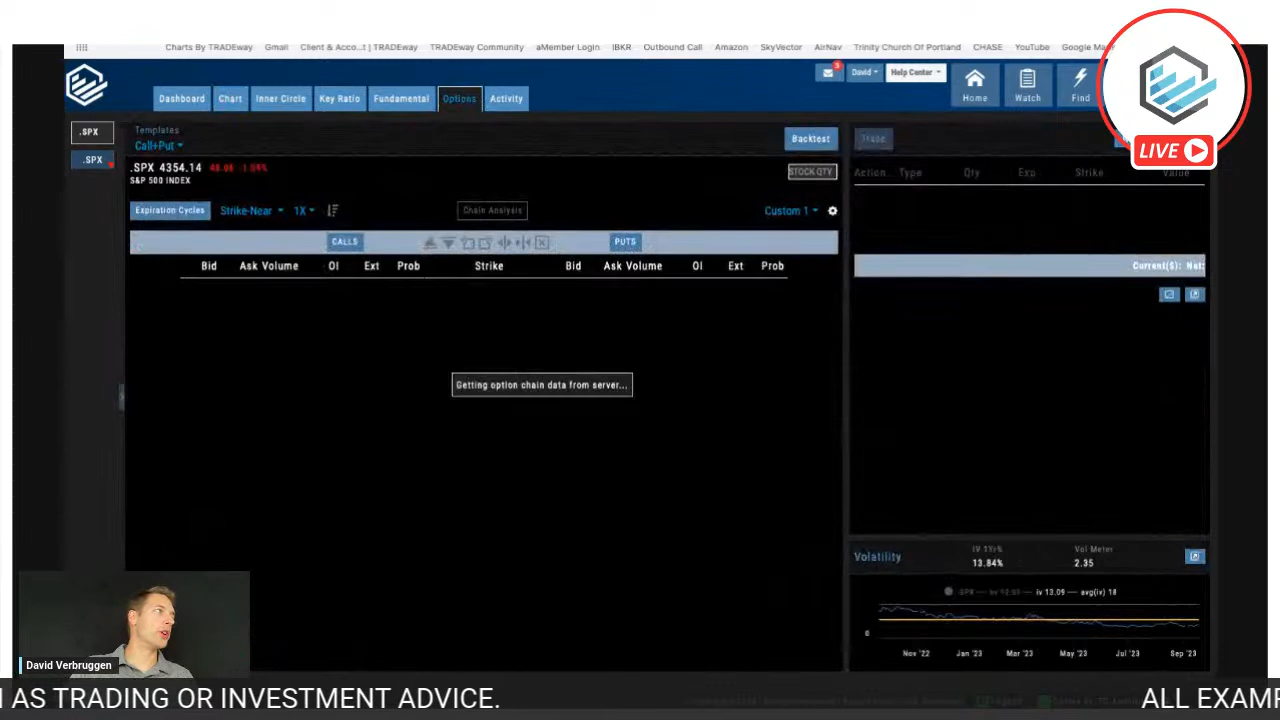 Charts By TRADEway Gmail Client & Acco...t | TRADEway TRADEway Community aMember Login IBKR Outbound Call Amazon SkyVector AirNav Trinity Church Of Portland CHASE YouTube Google
3
David Help Center
Dashboard Chart Inner Circle Key Ratio Fundamental Options Activity
Home Watch Find
LIVE
.SPX
.SPX
Templates
Call+Put
Backtest
Trade
.SPX 4354.14
S&P 500 INDEX
STOCK QTY
Action Type Qty Exp Strike Value
Expiration Cycles Strike-Near 1X Chain Analysis Custom 1
CALLS PUTS
Bid Ask Volume OI Ext Prob Strike Bid Ask Volume OI Ext Prob
Current($): Net:
Getting option chain data from server...
Volatility
IV 1Yr% Vol Meter
13.84% 2.35
iv 13.09 — avg(iv) 18
0
Nov '22 Jan '23 Mar '23 May '23 Jul '23 Sep '23
David Verbruggen
AS TRADING OR INVESTMENT ADVICE. ALL